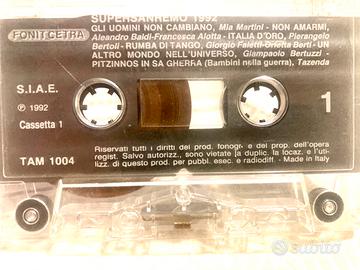 SUPERSANREMO 1992
FONIT CETRA
GLI UOMINI NON CAMBIANO, Mia Martini - NON AMARMI,
Aleandro Baldi-Francesca Alotta - ITALIA D'ORO, Pierangelo
Bertoli - RUMBA DI TANGO, Giorgio Faletti-Orietta Berti - UN
ALTRO MONDO NELL'UNIVERSO, Giampaolo Bertuzzi -
PITZINNOS IN SA GHERRA (Bambini nella guerra), Tazenda
S.I.A.E.
℗ 1992
Cassetta 1
TAM 1004
1
Riservati tutti i diritti del prod. fonogr. e del prop. dell'opera
regist. Salvo autorizz., sono vietate la duplic. la locaz. e l'uti-
lizz. di questo prod. per pubbl. esec. e radiodiff. - Made in Italy
subito